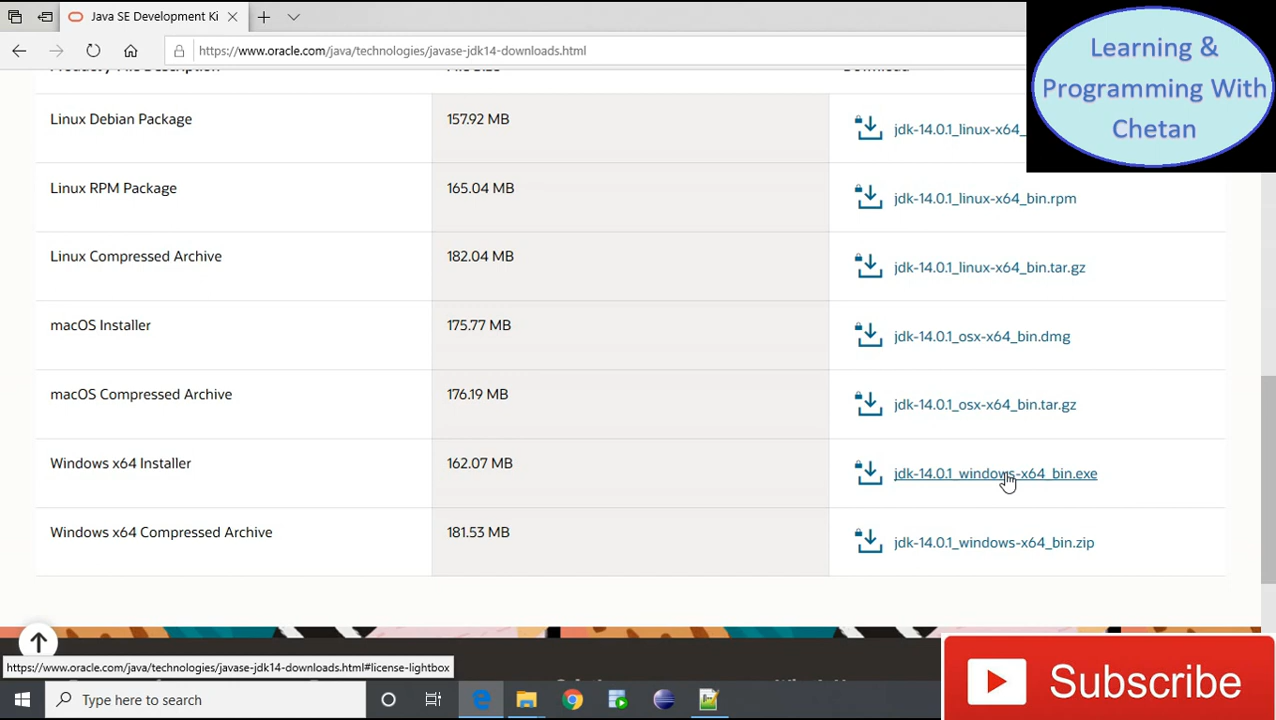 Java SE Development Ki
https://www.oracle.com/java/technologies/javase-jdk14-downloads.html
Learning &
Programming With
Chetan
Linux Debian Package 157.92 MB jdk-14.0.1_linux-x64_
Linux RPM Package 165.04 MB jdk-14.0.1_linux-x64_bin.rpm
Linux Compressed Archive 182.04 MB jdk-14.0.1_linux-x64_bin.tar.gz
macOS Installer 175.77 MB jdk-14.0.1_osx-x64_bin.dmg
macOS Compressed Archive 176.19 MB jdk-14.0.1_osx-x64_bin.tar.gz
Windows x64 Installer 162.07 MB jdk-14.0.1_windows-x64_bin.exe
Windows x64 Compressed Archive 181.53 MB jdk-14.0.1_windows-x64_bin.zip
https://www.oracle.com/java/technologies/javase-jdk14-downloads.html#license-lightbox
Subscribe
Type here to search